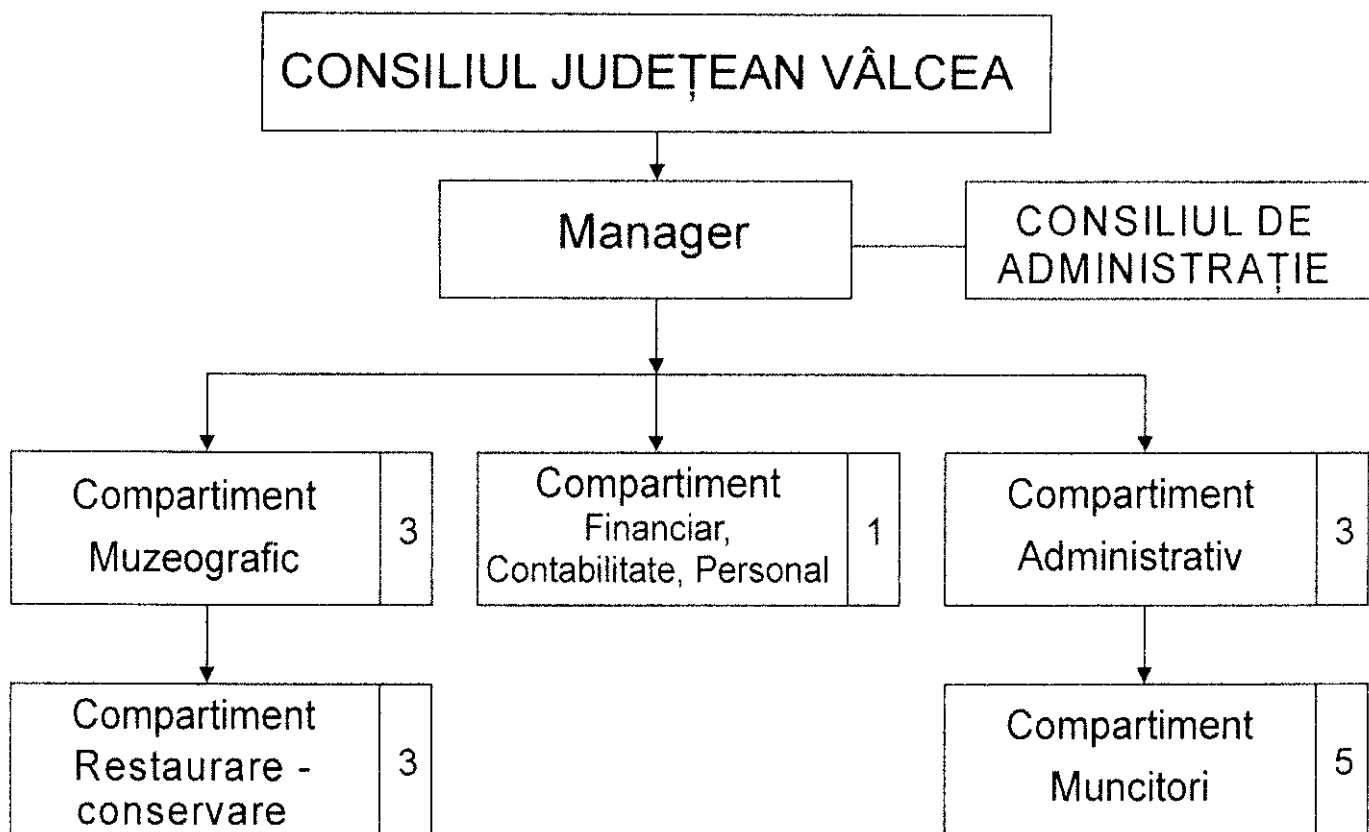 CONSILIUL JUDEȚEAN VÂLCEA
Manager
CONSILIUL DE
ADMINISTRAȚIE
Compartiment
Muzeografic
3
Compartiment
Financiar,
Contabilitate, Personal
1
Compartiment
Administrativ
3
Compartiment
Restaurare -
conservare
3
Compartiment
Muncitori
5